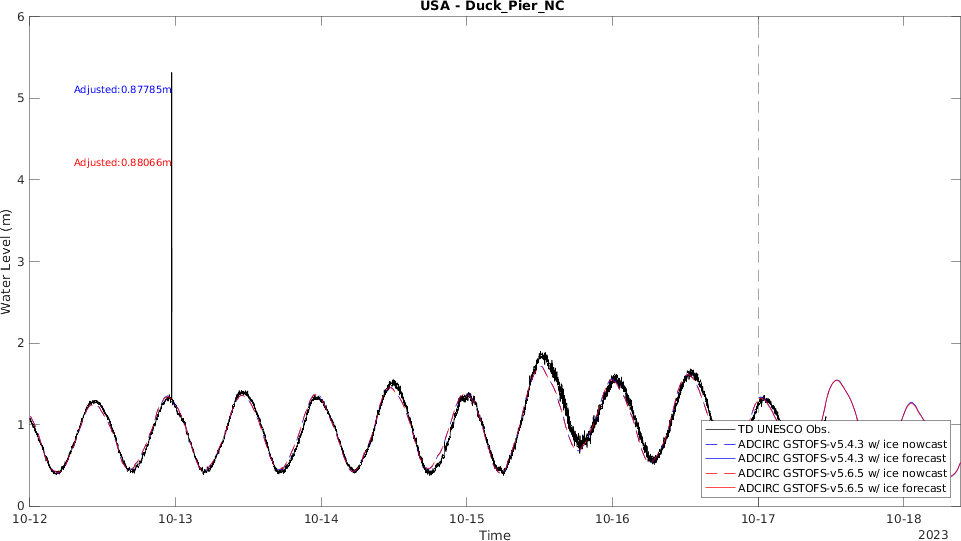 USA - Duck_Pier_NC
6
5
4
3
2
1
0
Water Level (m)
Adjusted:0.87785m
Adjusted:0.88066m
TD UNESCO Obs.
ADCIRC GSTOFS-v5.4.3 w/ ice nowcast
ADCIRC GSTOFS-v5.4.3 w/ ice forecast
ADCIRC GSTOFS-v5.6.5 w/ ice nowcast
ADCIRC GSTOFS-v5.6.5 w/ ice forecast
10-12 10-13 10-14 10-15 10-16 10-17 10-18
Time
2023